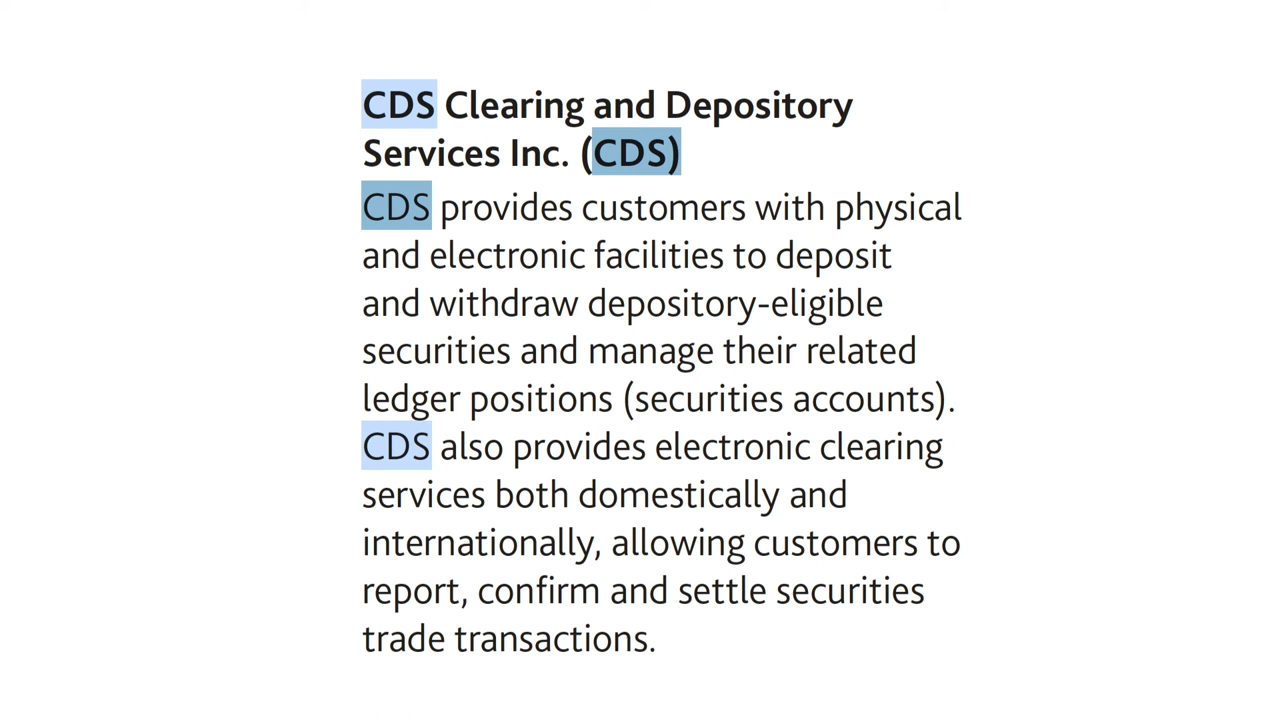 CDS Clearing and Depository
Services Inc. (CDS)
CDS provides customers with physical
and electronic facilities to deposit
and withdraw depository-eligible
securities and manage their related
ledger positions (securities accounts).
CDS also provides electronic clearing
services both domestically and
internationally, allowing customers to
report, confirm and settle securities
trade transactions.